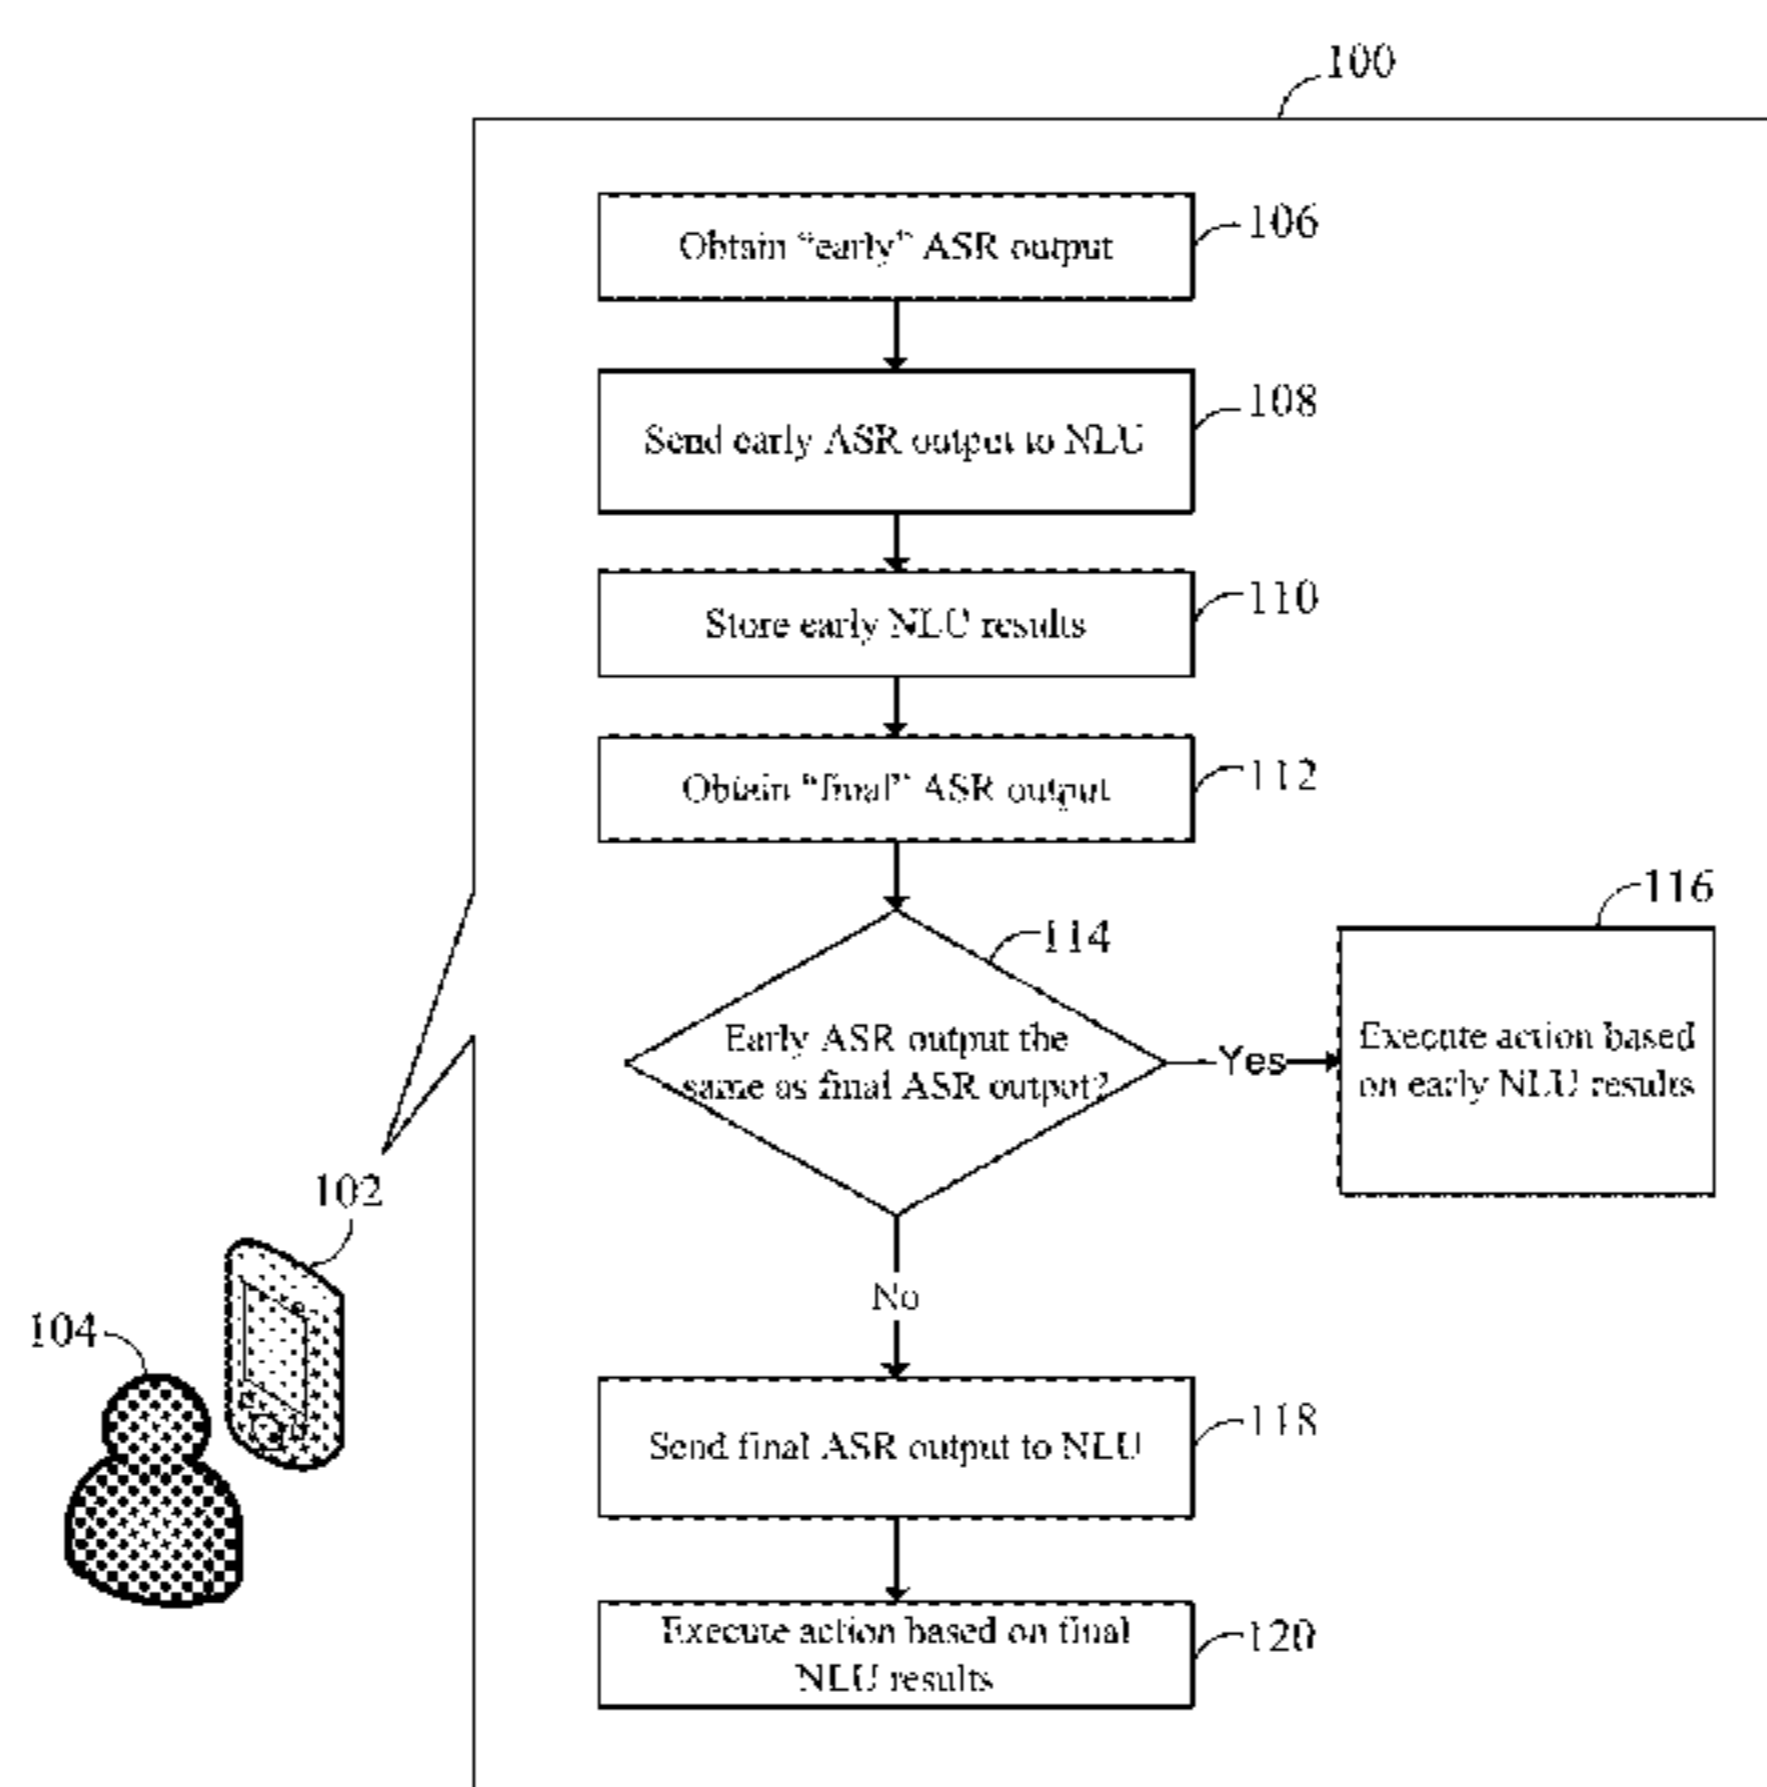 100
Obtain “early” ASR output
106
Send early ASR output to NLU
108
Store early NLU results
110
Obtain “final” ASR output
112
114
Early ASR output the
same as final ASR output?
Yes
116
Execute action based
on early NLU results
No
102
104
Send final ASR output to NLU
118
Execute action based on final
NLU results
120